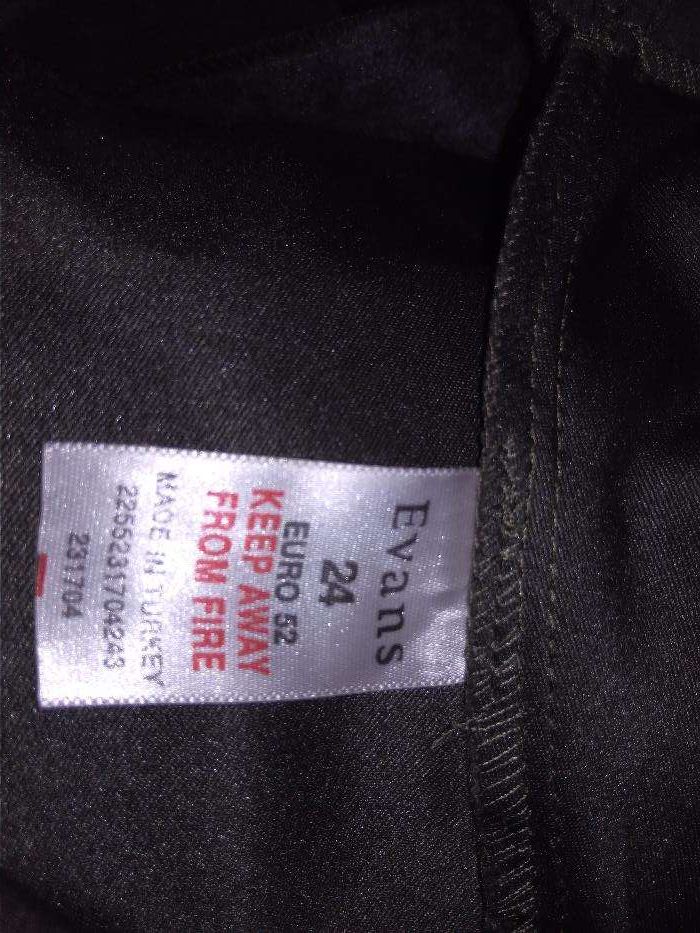 Evans
24
EURO 52
KEEP AWAY
FROM FIRE
MADE IN TURKEY
2255231704243
231704